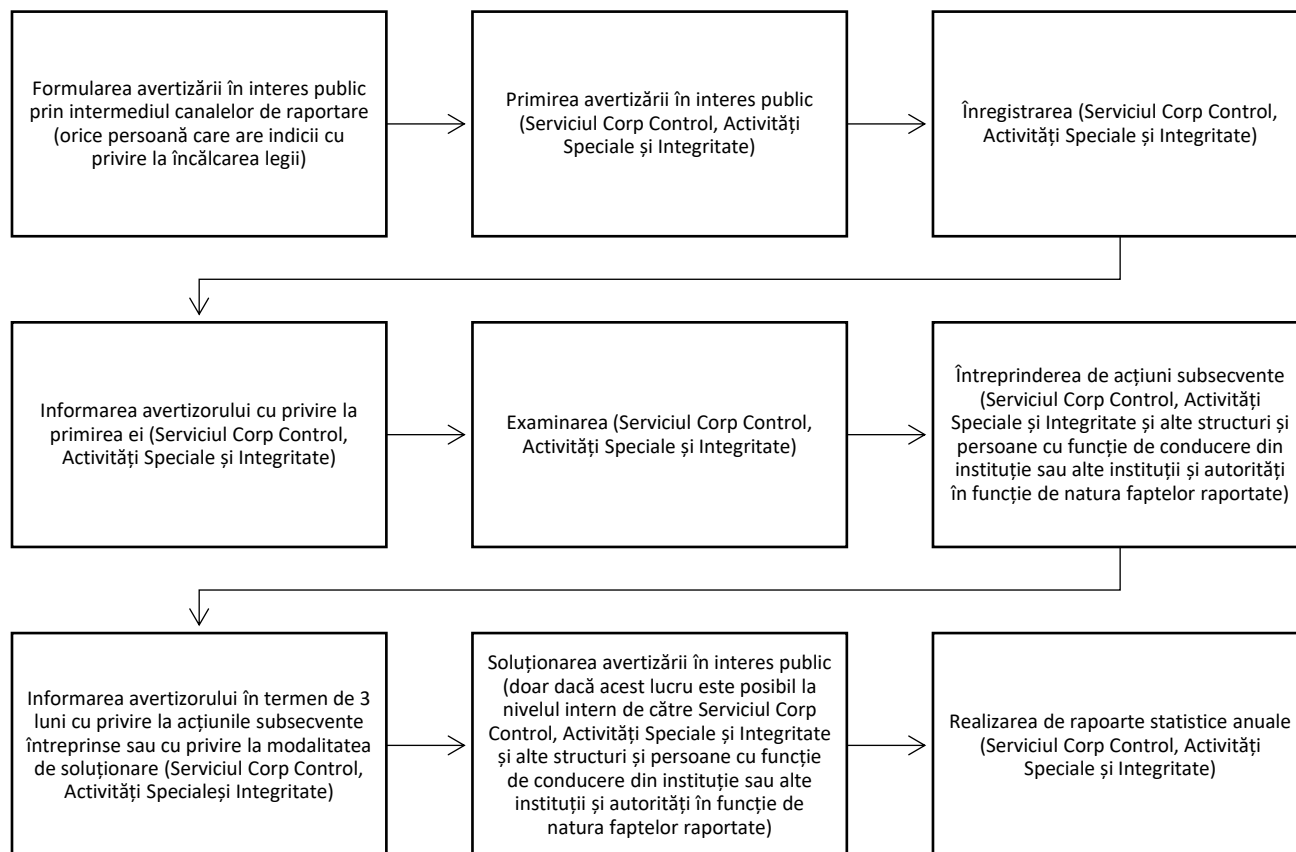 Formularea avertizării în interes public
prin intermediul canalelor de raportare
(orice persoană care are indicii cu
privire la încălcarea legii)
Primirea avertizării în interes public
(Serviciul Corp Control, Activități
Speciale și Integritate)
Înregistrarea (Serviciul Corp Control,
Activități Speciale și Integritate)
Informarea avertizorului cu privire la
primirea ei (Serviciul Corp Control,
Activități Speciale și Integritate)
Examinarea (Serviciul Corp Control,
Activități Speciale și Integritate)
Întreprinderea de acțiuni subsecvente
(Serviciul Corp Control, Activități
Speciale și Integritate și alte structuri și
persoane cu funcție de conducere din
instituție sau alte instituții și autorități
în funcție de natura faptelor raportate)
Informarea avertizorului în termen de 3
luni cu privire la acțiunile subsecvente
întreprinse sau cu privire la modalitatea
de soluționare (Serviciul Corp Control,
Activități Specialeși Integritate)
Soluționarea avertizării în interes public
(doar dacă acest lucru este posibil la
nivelul intern de către Serviciul Corp
Control, Activități Speciale și Integritate
și alte structuri și persoane cu funcție
de conducere din instituție sau alte
instituții și autorități în funcție de
natura faptelor raportate)
Realizarea de rapoarte statistice anuale
(Serviciul Corp Control, Activități
Speciale și Integritate)